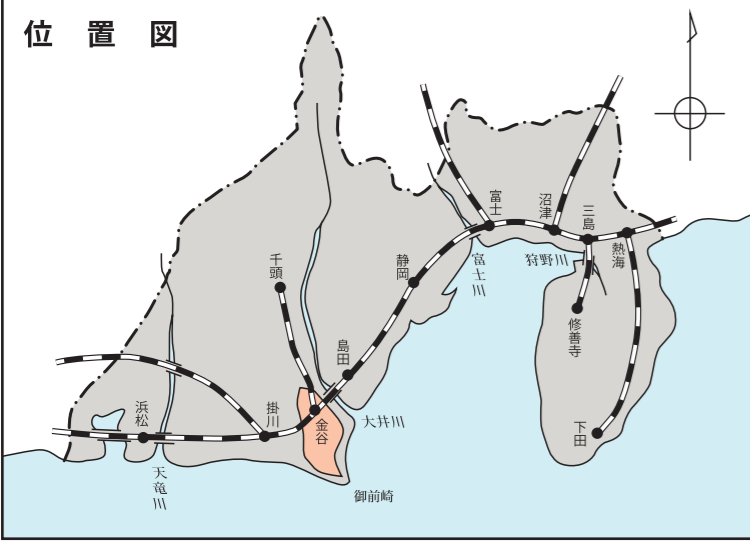 位置図
富士
沼津
三島
熱海
静岡
富士川
狩野川
千頭
修善寺
島田
浜松
掛川
金谷
大井川
下田
天竜川
御前崎